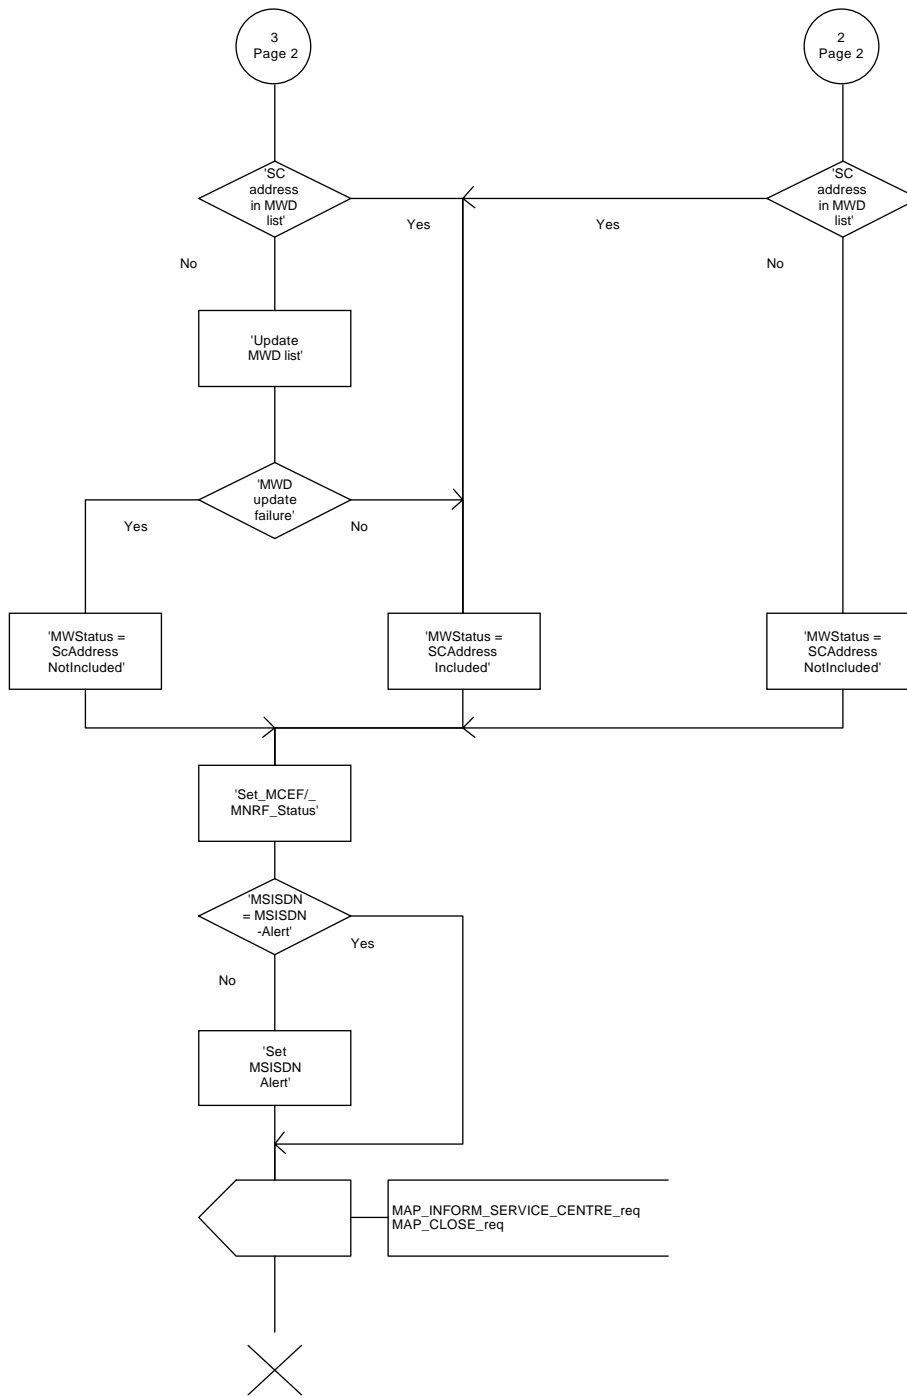 3
Page 2
2
Page 2
'SC
address
in MWD
list'
'SC
address
in MWD
list'
Yes
Yes
No
No
'Update
MWD list'
'MWD
update
failure'
Yes
No
'MWStatus =
ScAddress
NotIncluded'
'MWStatus =
SCAddress
Included'
'MWStatus =
SCAddress
NotIncluded'
'Set_MCEF/_
MNRF_Status'
'MSISDN
= MSISDN
-Alert'
Yes
No
'Set
MSISDN
Alert'
MAP_INFORM_SERVICE_CENTRE_req
MAP_CLOSE_req